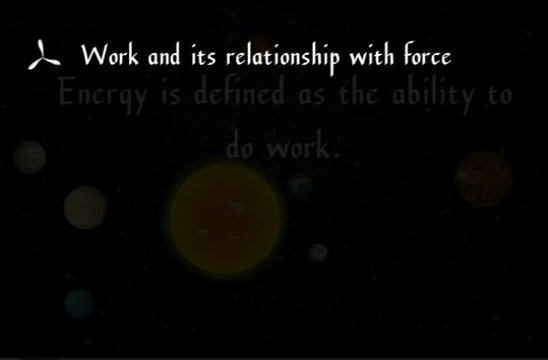 Work and its relationship with force
Energy is defined as the ability to
do work.